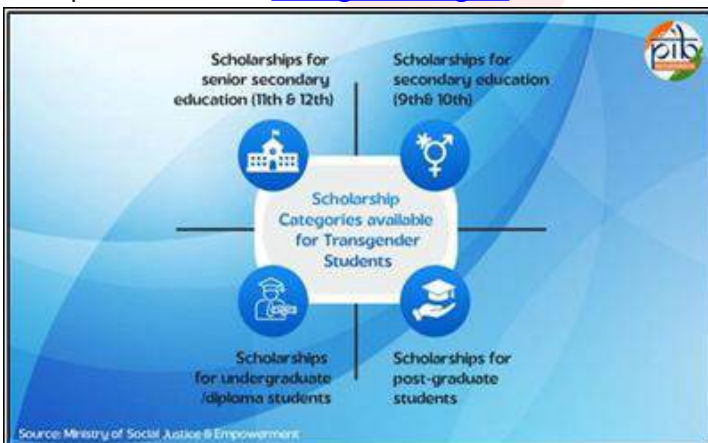 Scholarships for
senior secondary
education (11th & 12th)
Scholarships for
secondary education
(9th& 10th)
Scholarship
Categories available
for Transgender
Students
Scholarships
for undergraduate
/diploma students
Scholarships for
post-graduate
students
pib
Source: Ministry of Social Justice & Empowerment